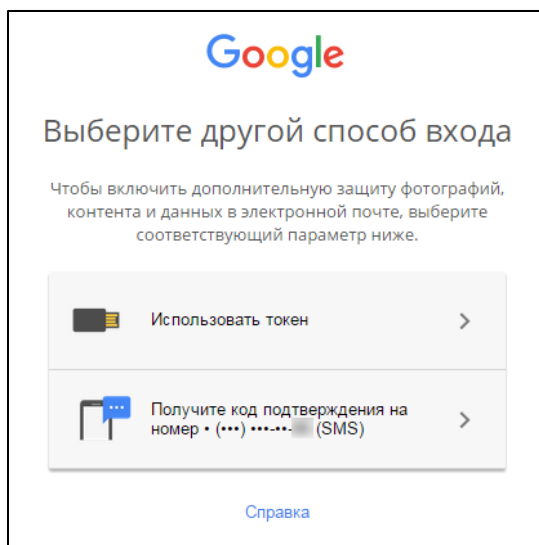 Google
Выберите другой способ входа
Чтобы включить дополнительную защиту фотографий,
контента и данных в электронной почте, выберите
соответствующий параметр ниже.
Использовать токен
Получите код подтверждения на
номер • (•••) •••-••- (SMS)
Справка